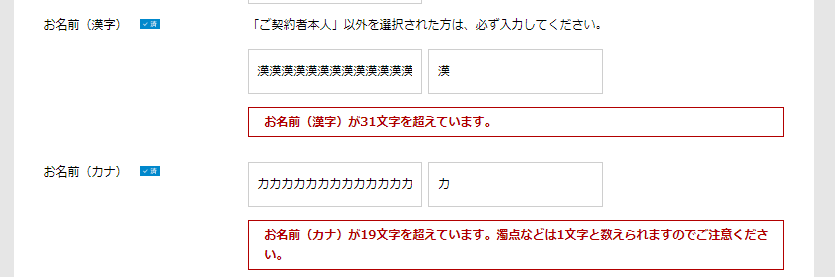 お名前（漢字） ✓ 済 「ご契約者本人」以外を選択された方は、必ず入力してください。
漢漢漢漢漢漢漢漢漢漢漢漢漢 漢
お名前（漢字）が31文字を超えています。
お名前（カナ） ✓ 済
カカカカカカカカカカカカカ カ
お名前（カナ）が19文字を超えています。濁点などは1文字と数えられますのでご注意くださ
い。